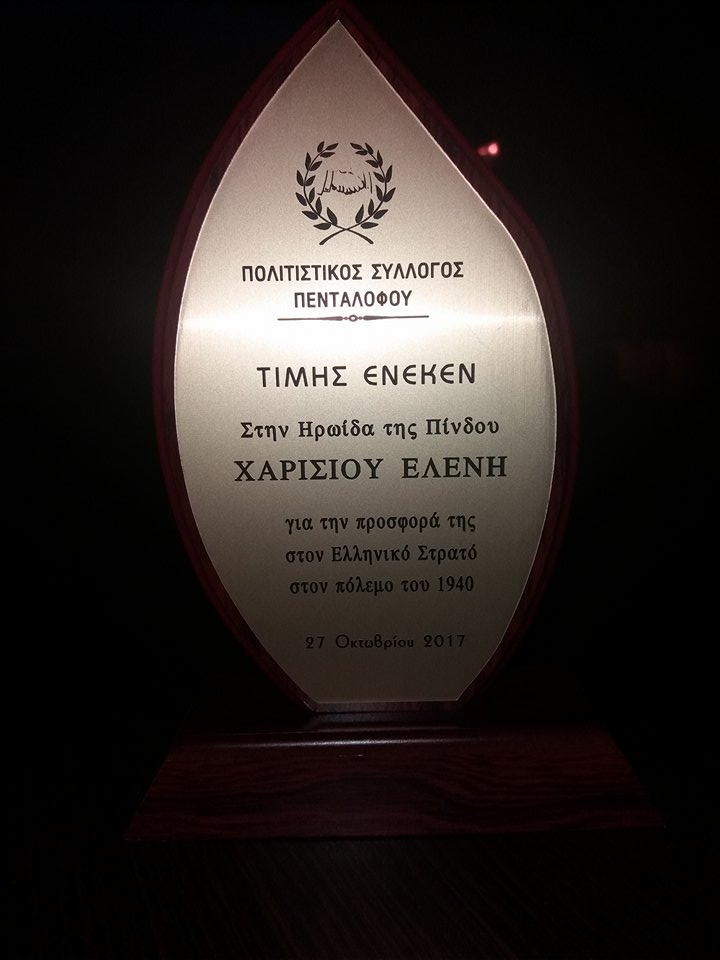 ΠΟΛΙΤΙΣΤΙΚΟΣ ΣΥΛΛΟΓΟΣ
ΠΕΝΤΑΛΟΦΟΥ
ΤΙΜΗΣ ΕΝΕΚΕΝ
Στην Ηρωίδα της Πίνδου
ΧΑΡΙΣΙΟΥ ΕΛΕΝΗ
για την προσφορά της
στον Ελληνικό Στρατό
στον πόλεμο του 1940
27 Οκτωβρίου 2017